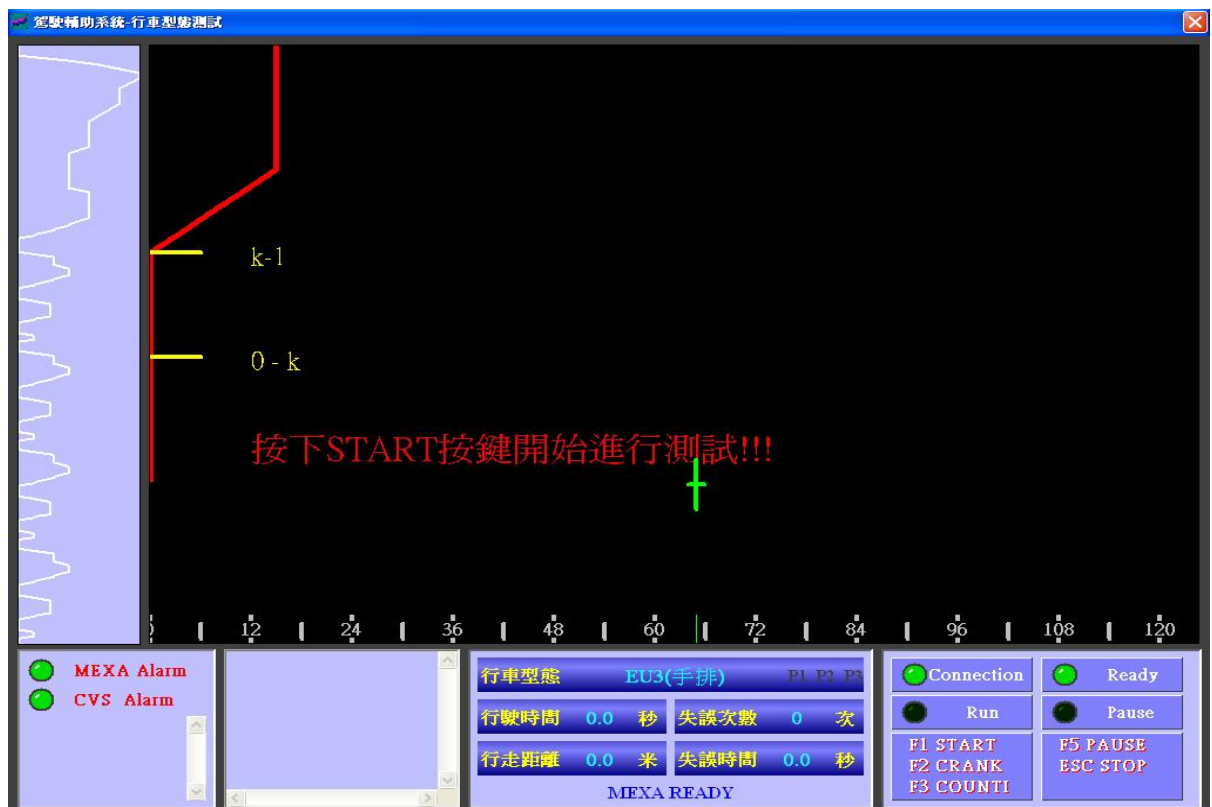 駕駛輔助系統-行車型態測試
k-1
0 - k
按下START按鍵開始進行測試!!!
0 12 24 36 48 60 72 84 96 108 120
MEXA Alarm
CVS Alarm
行車型態 EU3(手排) P1 P2 P3
行駛時間 0.0 秒 失誤次數 0 次
行走距離 0.0 米 失誤時間 0.0 秒
MEXA READY
Connection Ready
Run Pause
F1 START F5 PAUSE
F2 CRANK ESC STOP
F3 COUNTI